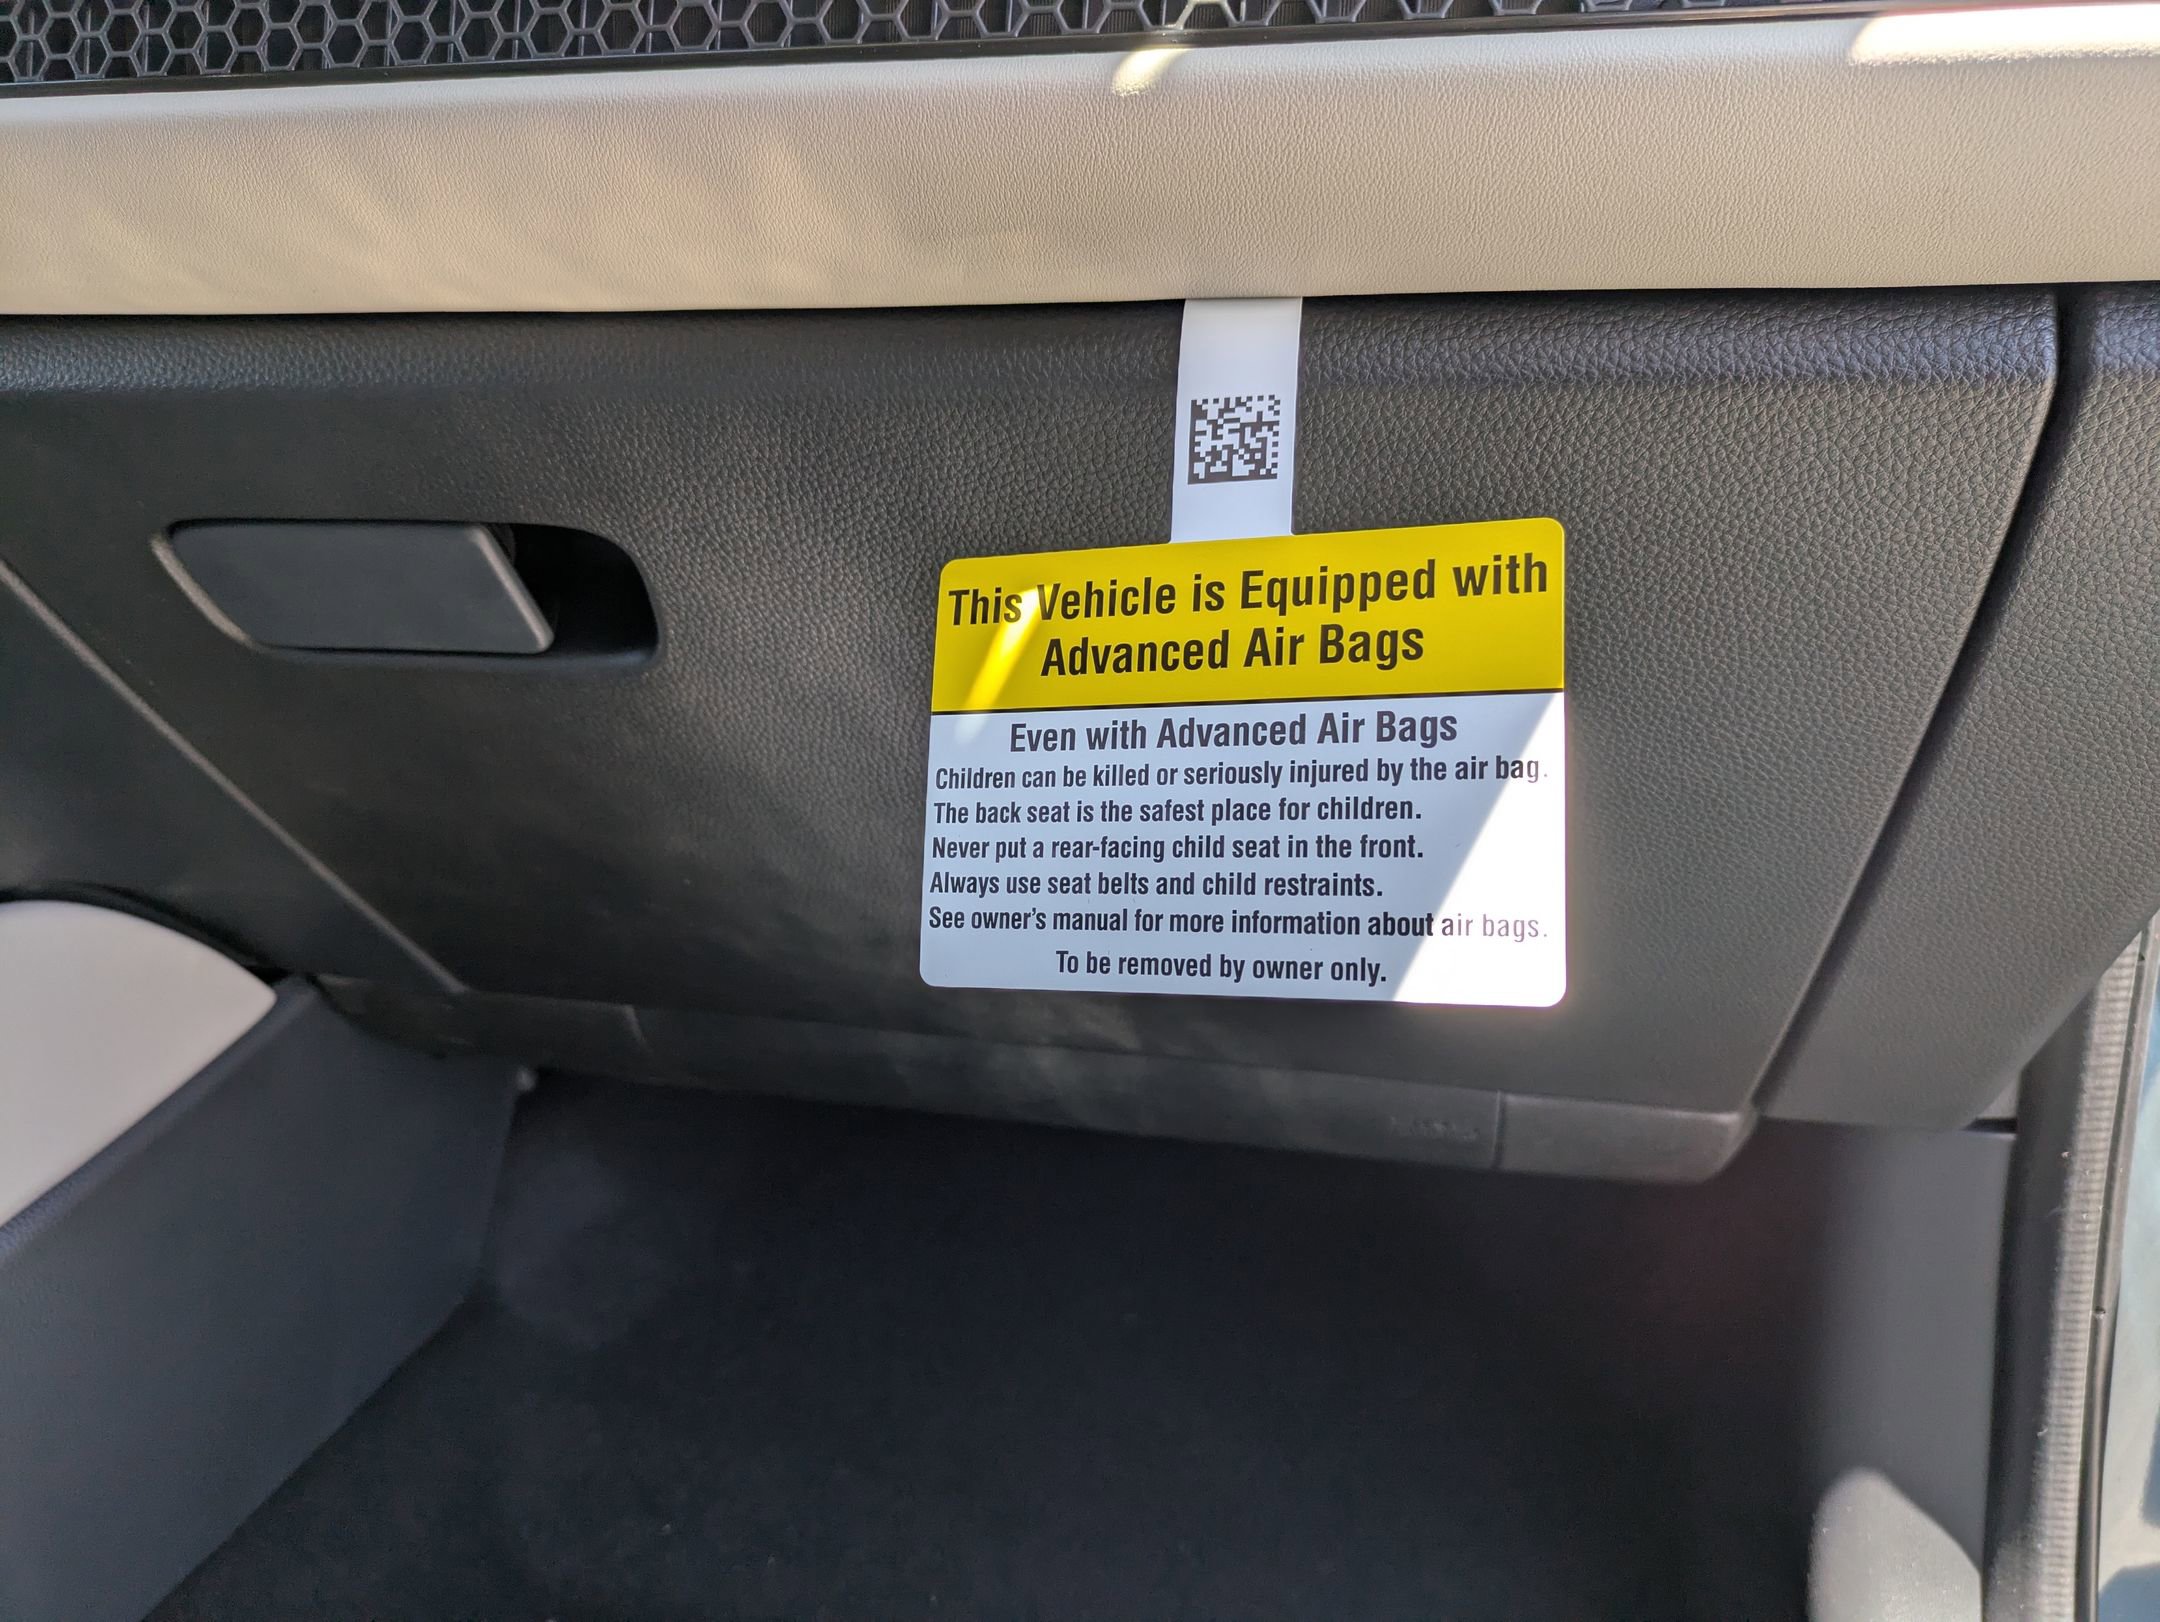 This Vehicle is Equipped with
Advanced Air Bags
Even with Advanced Air Bags
Children can be killed or seriously injured by the air bag.
The back seat is the safest place for children.
Never put a rear-facing child seat in the front.
Always use seat belts and child restraints.
See owner's manual for more information about air bags.
To be removed by owner only.